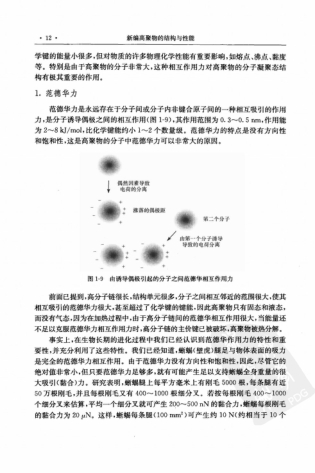 · 12 ·
新编高聚物的结构与性能
学键的能量小很多,但对物质的许多物理化学性能有重要影响,如熔点、沸点、黏度
等。特别是由于高聚物的分子非常大,这种相互作用力对高聚物的分子凝聚态结
构有极其重要的作用。
1. 范德华力
范德华力是永远存在于分子间或分子内非键合原子间的一种相互吸引的作用
力,是分子诱导偶极之间的相互作用(图 1-9),其作用范围为 0.3～0.5 nm,作用能
为 2～8 kJ/mol,比化学键能约小 1～2 个数量级。范德华力的特点是没有方向性
和饱和性,这是高聚物的分子中范德华力可以非常大的原因。
偶然因素导致
电荷的分离
涨落的偶极矩
第二个分子
由第一个分子诱导
导致的电荷分离
图 1-9 由诱导偶极引起的分子之间范德华相互作用力
前面已提到,高分子链很长,结构单元很多,分子之间相互邻近的范围很大,使其
相互吸引的范德华力很大,甚至超过了化学键的键能,因此高聚物只有固态和液态,
而没有气态,因为在加热过程中,由于高分子链间的范德华相互作用很大,当能量还
不足以克服范德华力相互作用力时,高分子链的主价键已被破坏,高聚物被热分解。
事实上,在生物长期的进化过程中我们已经认识到范德华作用力的特性和重
要性,并充分利用了这些特性。我们已经知道,蜥蜴(壁虎)腿足与物体表面的吸力
是完全的范德华相互作用。由于范德华力没有方向性和饱和性,因此,尽管它的
绝对值非常小,但只要范德华力足够多,就有可能产生足以支持蜥蜴全身重量的很
大吸引(黏合)力。研究表明,蜥蜴腿上每平方毫米上有刚毛 5000 根,每条腿有近
50 万根刚毛,并且每根刚毛又有 400～1000 根细分叉。若按每根刚毛 400～1000
个细分叉来估算,平均一个细分叉就可产生 200～500 nN 的黏合力,蜥蜴每根刚毛
的黏合力为 20 μN。这样,蜥蜴每条腿(100 mm²)可产生约 10 N(约相当于 10 个